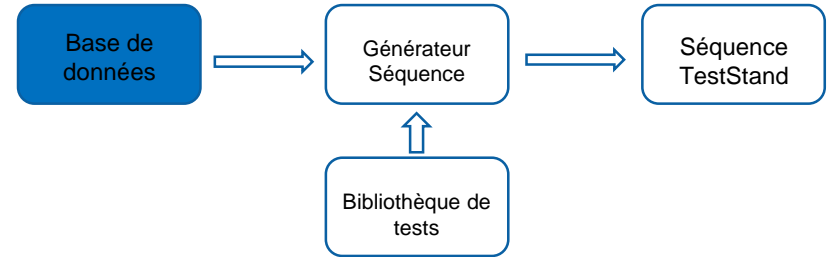 Base de
données
Générateur
Séquence
Séquence
TestStand
Bibliothèque de
tests